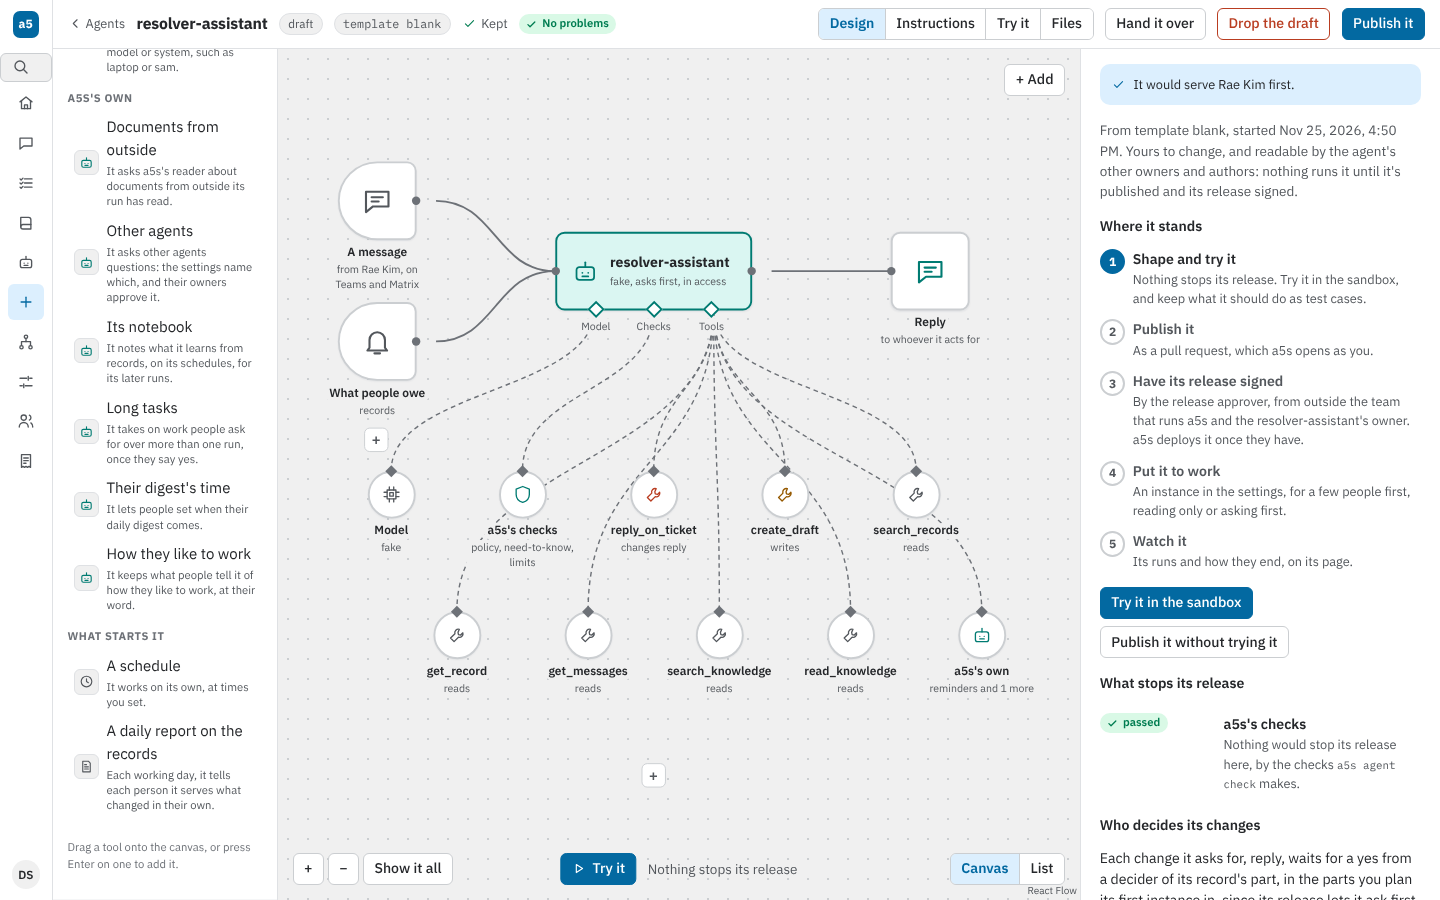 a5
Agents
resolver-assistant
draft
template blank
Kept
No problems
Design
Instructions
Try it
Files
Hand it over
Drop the draft
Publish it
model or system, such as
laptop or sam.
A5S'S OWN
Documents from
outside
It asks a5s's reader about
documents from outside its
run has read.
Other agents
It asks other agents
questions: the settings name
which, and their owners
approve it.
Its notebook
It notes what it learns from
records, on its schedules, for
its later runs.
Long tasks
It takes on work people ask
for over more than one run,
once they say yes.
Their digest's time
It lets people set when their
daily digest comes.
How they like to work
It keeps what people tell it of
how they like to work, at their
word.
WHAT STARTS IT
A schedule
It works on its own, at times
you set.
A daily report on the
records
Each working day, it tells
each person it serves what
changed in their own.
Drag a tool onto the canvas, or press
Enter on one to add it.
DS
+ Add
A message
from Rae Kim, on
Teams and Matrix
What people owe
records
+
resolver-assistant
fake, asks first, in access
Model
Checks
Tools
Reply
to whoever it acts for
Model
fake
a5s's checks
policy, need-to-know,
limits
reply_on_ticket
changes reply
create_draft
writes
search_records
reads
get_record
reads
get_messages
reads
search_knowledge
reads
read_knowledge
reads
a5s's own
reminders and 1 more
+
+
−
Show it all
Try it
Nothing stops its release
Canvas
List
React Flow
It would serve Rae Kim first.
From template blank, started Nov 25, 2026, 4:50
PM. Yours to change, and readable by the agent's
other owners and authors: nothing runs it until it's
published and its release signed.
Where it stands
1
Shape and try it
Nothing stops its release. Try it in the sandbox,
and keep what it should do as test cases.
2
Publish it
As a pull request, which a5s opens as you.
3
Have its release signed
By the release approver, from outside the team
that runs a5s and the resolver-assistant's owner.
a5s deploys it once they have.
4
Put it to work
An instance in the settings, for a few people first,
reading only or asking first.
5
Watch it
Its runs and how they end, on its page.
Try it in the sandbox
Publish it without trying it
What stops its release
passed
a5s's checks
Nothing would stop its release
here, by the checks a5s agent
check makes.
Who decides its changes
Each change it asks for, reply, waits for a yes from
a decider of its record's part, in the parts you plan
its first instance in, since its release lets it ask first